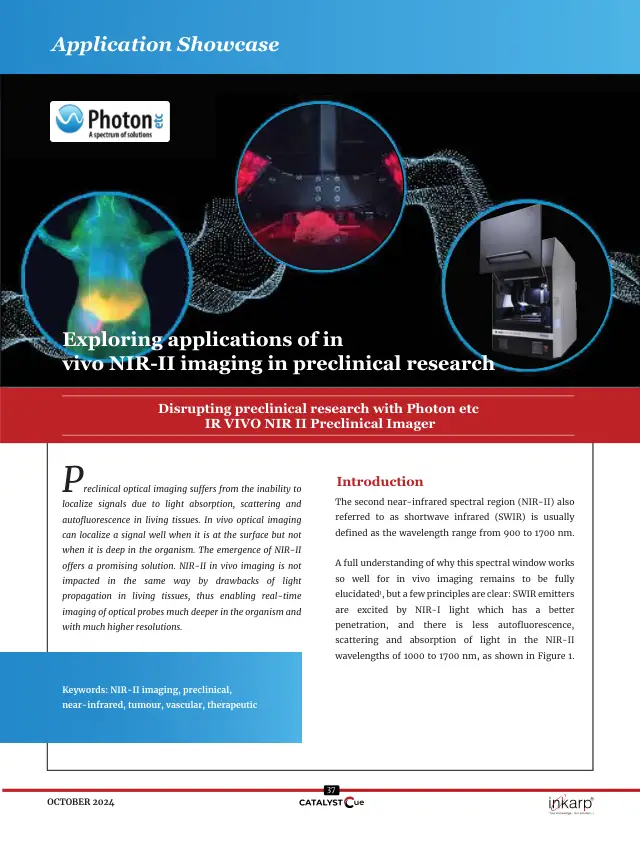 Application Showcase
Photon etc
A spectrum of solutions
Exploring applications of in
vivo NIR-II imaging in preclinical research
Disrupting preclinical research with Photon etc
IR VIVO NIR II Preclinical Imager
Preclinical optical imaging suffers from the inability to
localize signals due to light absorption, scattering and
autofluorescence in living tissues. In vivo optical imaging
can localize a signal well when it is at the surface but not
when it is deep in the organism. The emergence of NIR-II
offers a promising solution. NIR-II in vivo imaging is not
impacted in the same way by drawbacks of light
propagation in living tissues, thus enabling real-time
imaging of optical probes much deeper in the organism and
with much higher resolutions.
Keywords: NIR-II imaging, preclinical,
near-infrared, tumour, vascular, therapeutic
Introduction
The second near-infrared spectral region (NIR-II) also
referred to as shortwave infrared (SWIR) is usually
defined as the wavelength range from 900 to 1700 nm.
A full understanding of why this spectral window works
so well for in vivo imaging remains to be fully
elucidated¹, but a few principles are clear: SWIR emitters
are excited by NIR-I light which has a better
penetration, and there is less autofluorescence,
scattering and absorption of light in the NIR-II
wavelengths of 1000 to 1700 nm, as shown in Figure 1.
37
OCTOBER 2024
CATALYST Cue
inkarp®